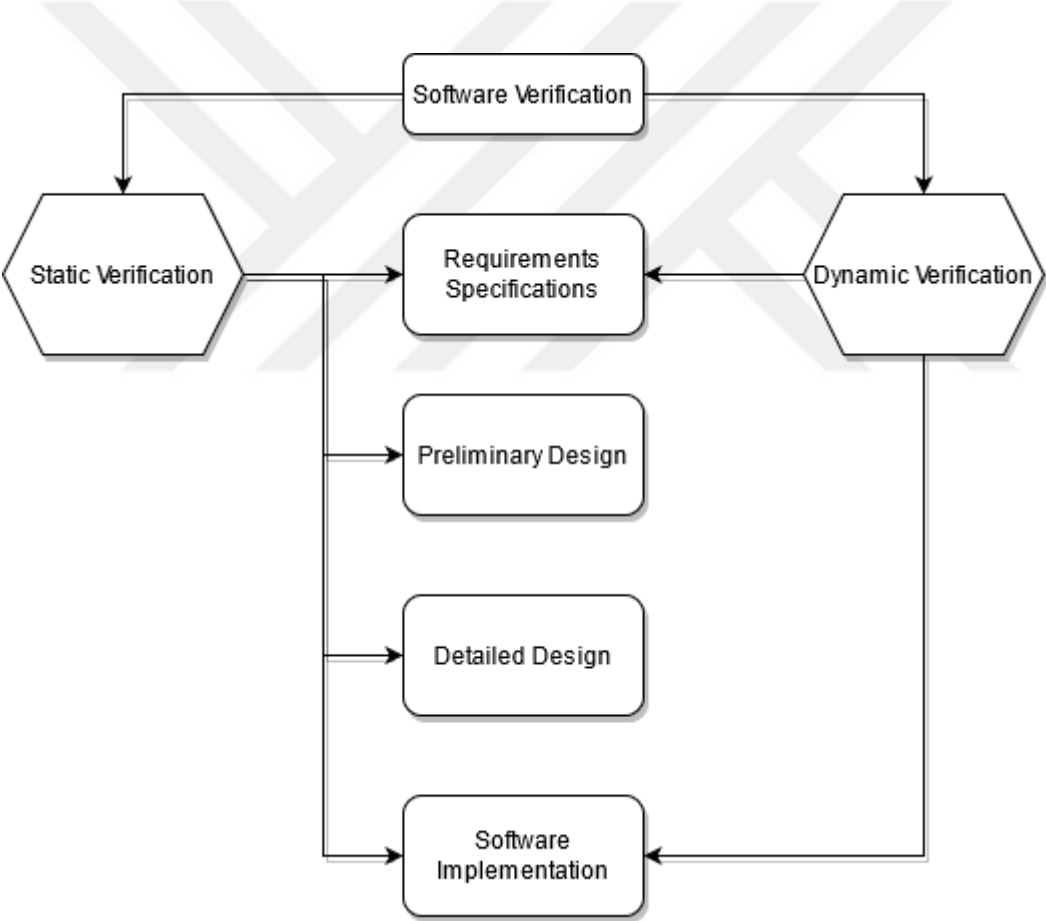 Software Verification
Static Verification
Requirements
Specifications
Dynamic Verification
Preliminary Design
Detailed Design
Software
Implementation